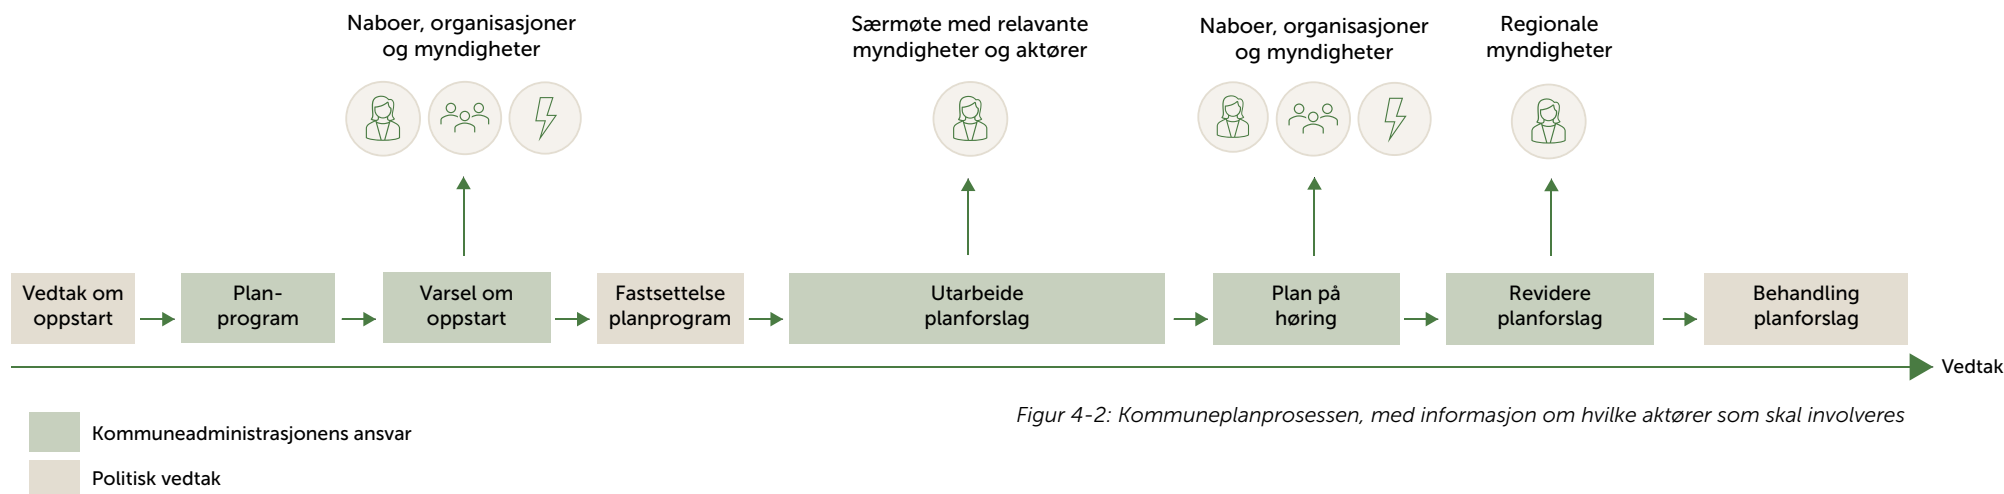 Naboer, organisasjoner
og myndigheter
Særmøte med relavante
myndigheter og aktører
Naboer, organisasjoner
og myndigheter
Regionale
myndigheter
Vedtak om
oppstart
Plan-
program
Varsel om
oppstart
Fastsettelse
planprogram
Utarbeide
planforslag
Plan på
høring
Revidere
planforslag
Behandling
planforslag
Vedtak
Figur 4-2: Kommuneplanprosessen, med informasjon om hvilke aktører som skal involveres
Kommuneadministrasjonens ansvar
Politisk vedtak